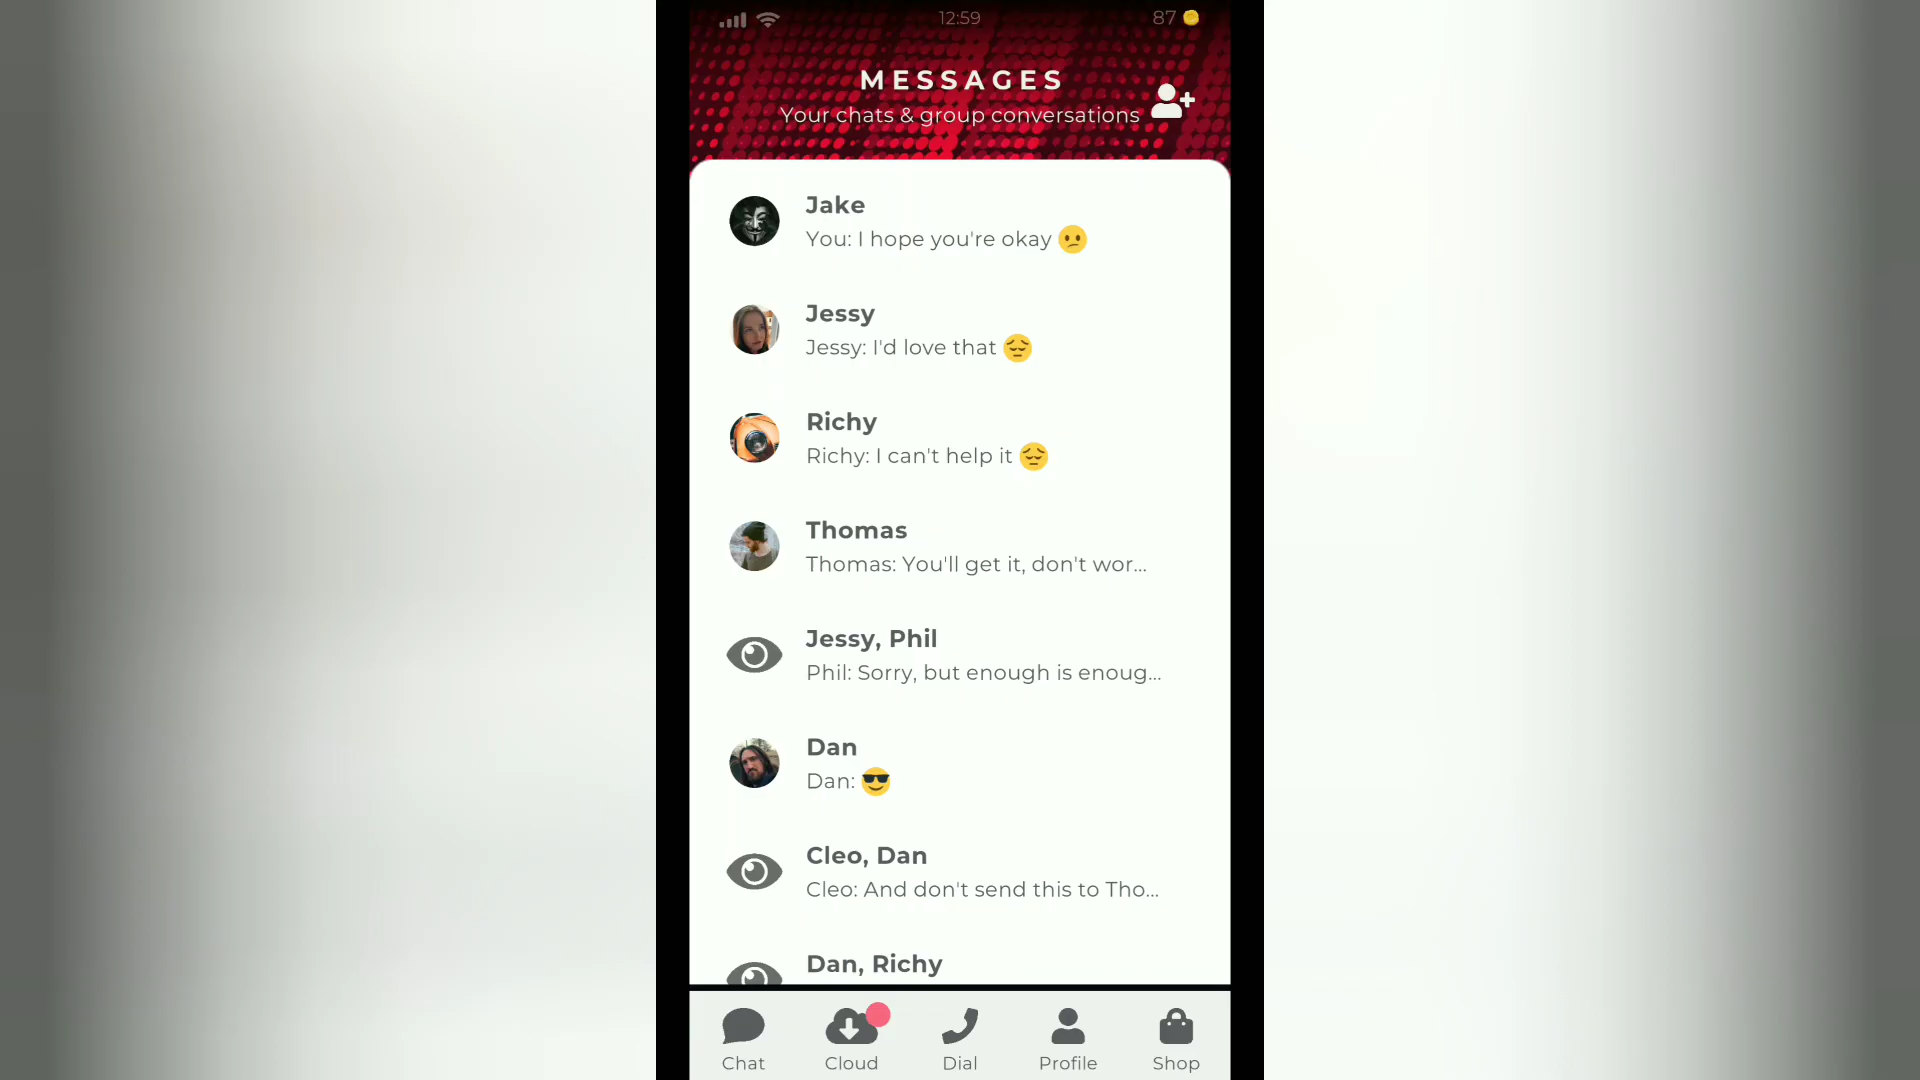 12:59
87
MESSAGES
Your chats & group conversations
Jake
You: I hope you're okay 😕
Jessy
Jessy: I'd love that 😔
Richy
Richy: I can't help it 😔
Thomas
Thomas: You'll get it, don't wor...
Jessy, Phil
Phil: Sorry, but enough is enoug...
Dan
Dan: 😎
Cleo, Dan
Cleo: And don't send this to Tho...
Dan, Richy
Chat
Cloud
Dial
Profile
Shop